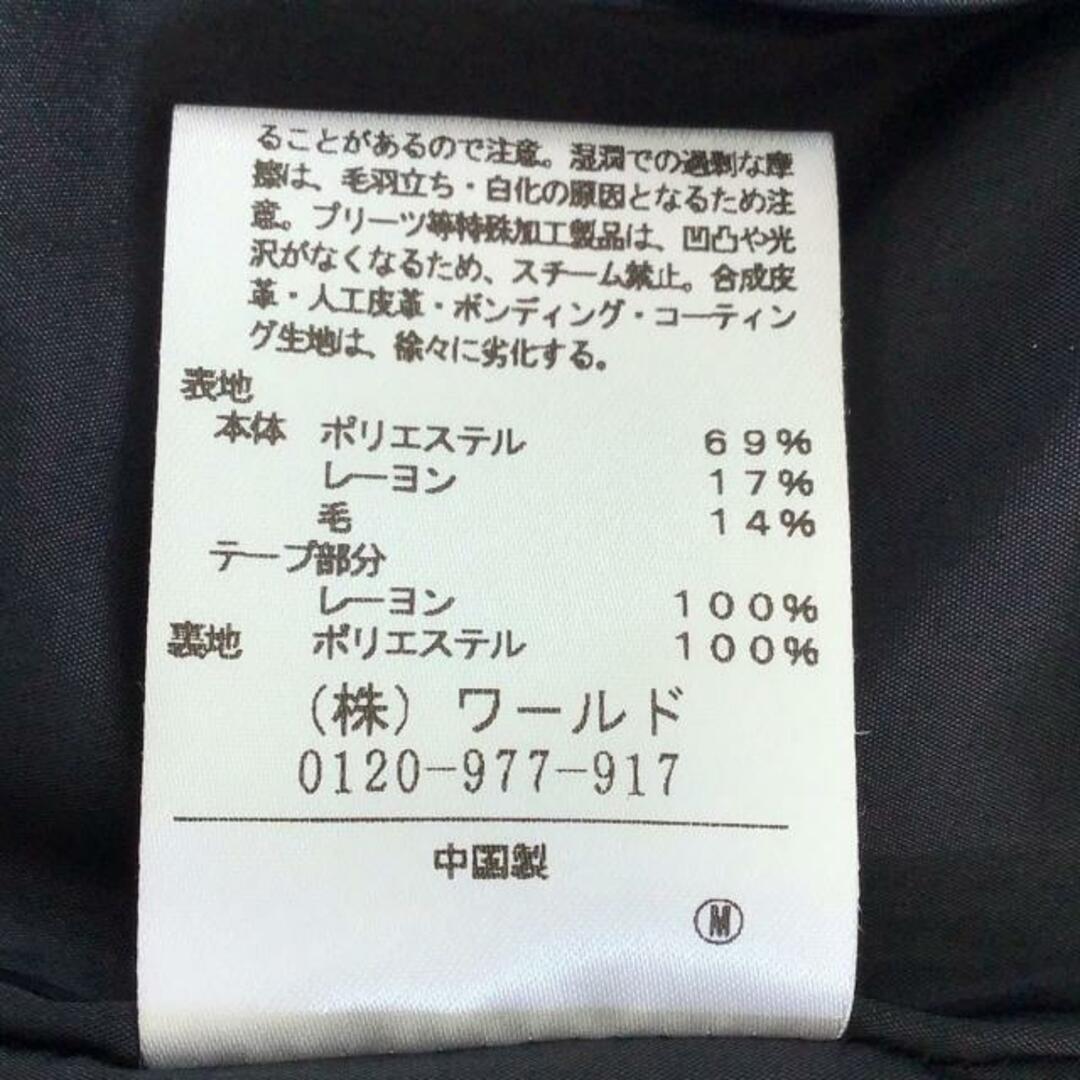 ることがあるので注意。湿潤での過剰な摩
擦は、毛羽立ち・白化の原因となるため注
意。プリーツ等特殊加工製品は、凹凸や光
沢がなくなるため、スチーム禁止。合成皮
革・人工皮革・ボンディング・コーティン
グ生地は、徐々に劣化する。
表地
本体 ポリエステル 69%
レーヨン 17%
毛 14%
テープ部分
レーヨン 100%
裏地 ポリエステル 100%
(株) ワールド
0120-977-917
中国製
Ⓜ